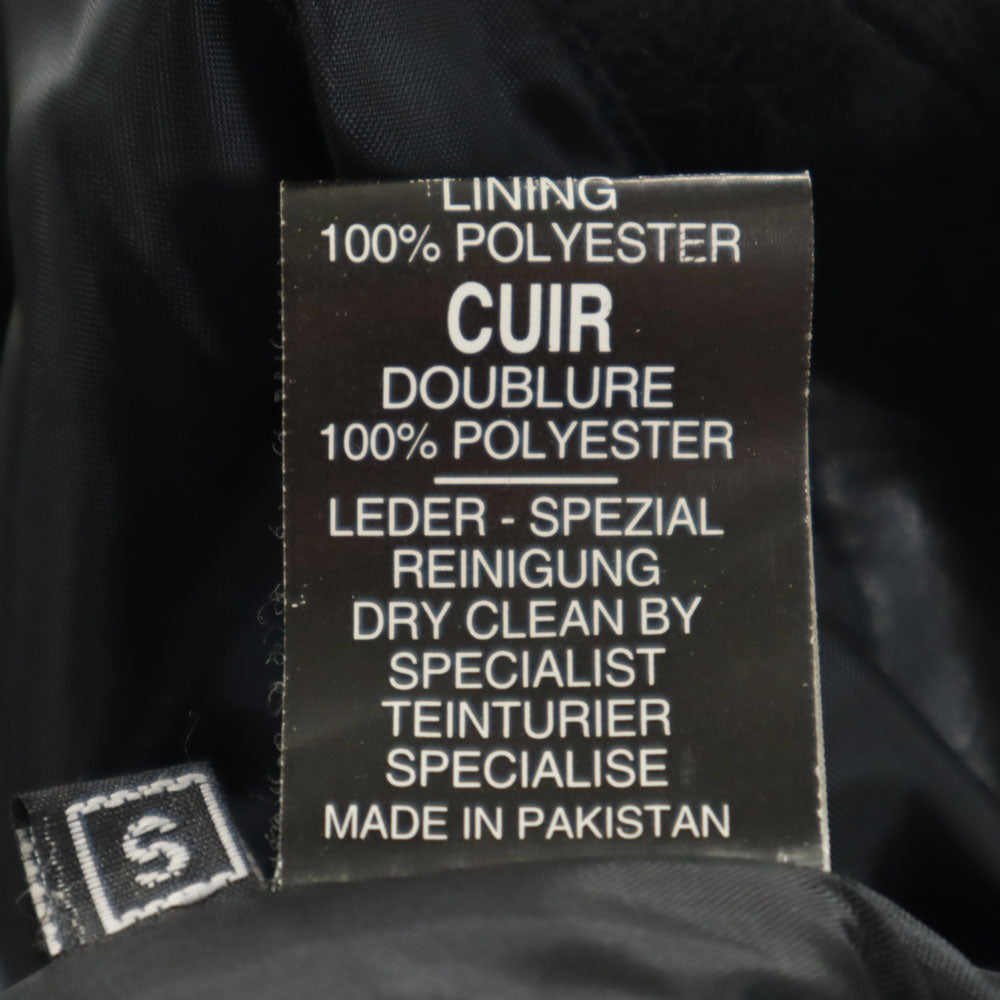 LINING
100% POLYESTER
CUIR
DOUBLURE
100% POLYESTER
LEDER - SPEZIAL
REINIGUNG
DRY CLEAN BY
SPECIALIST
TEINTURIER
SPECIALISE
MADE IN PAKISTAN
S